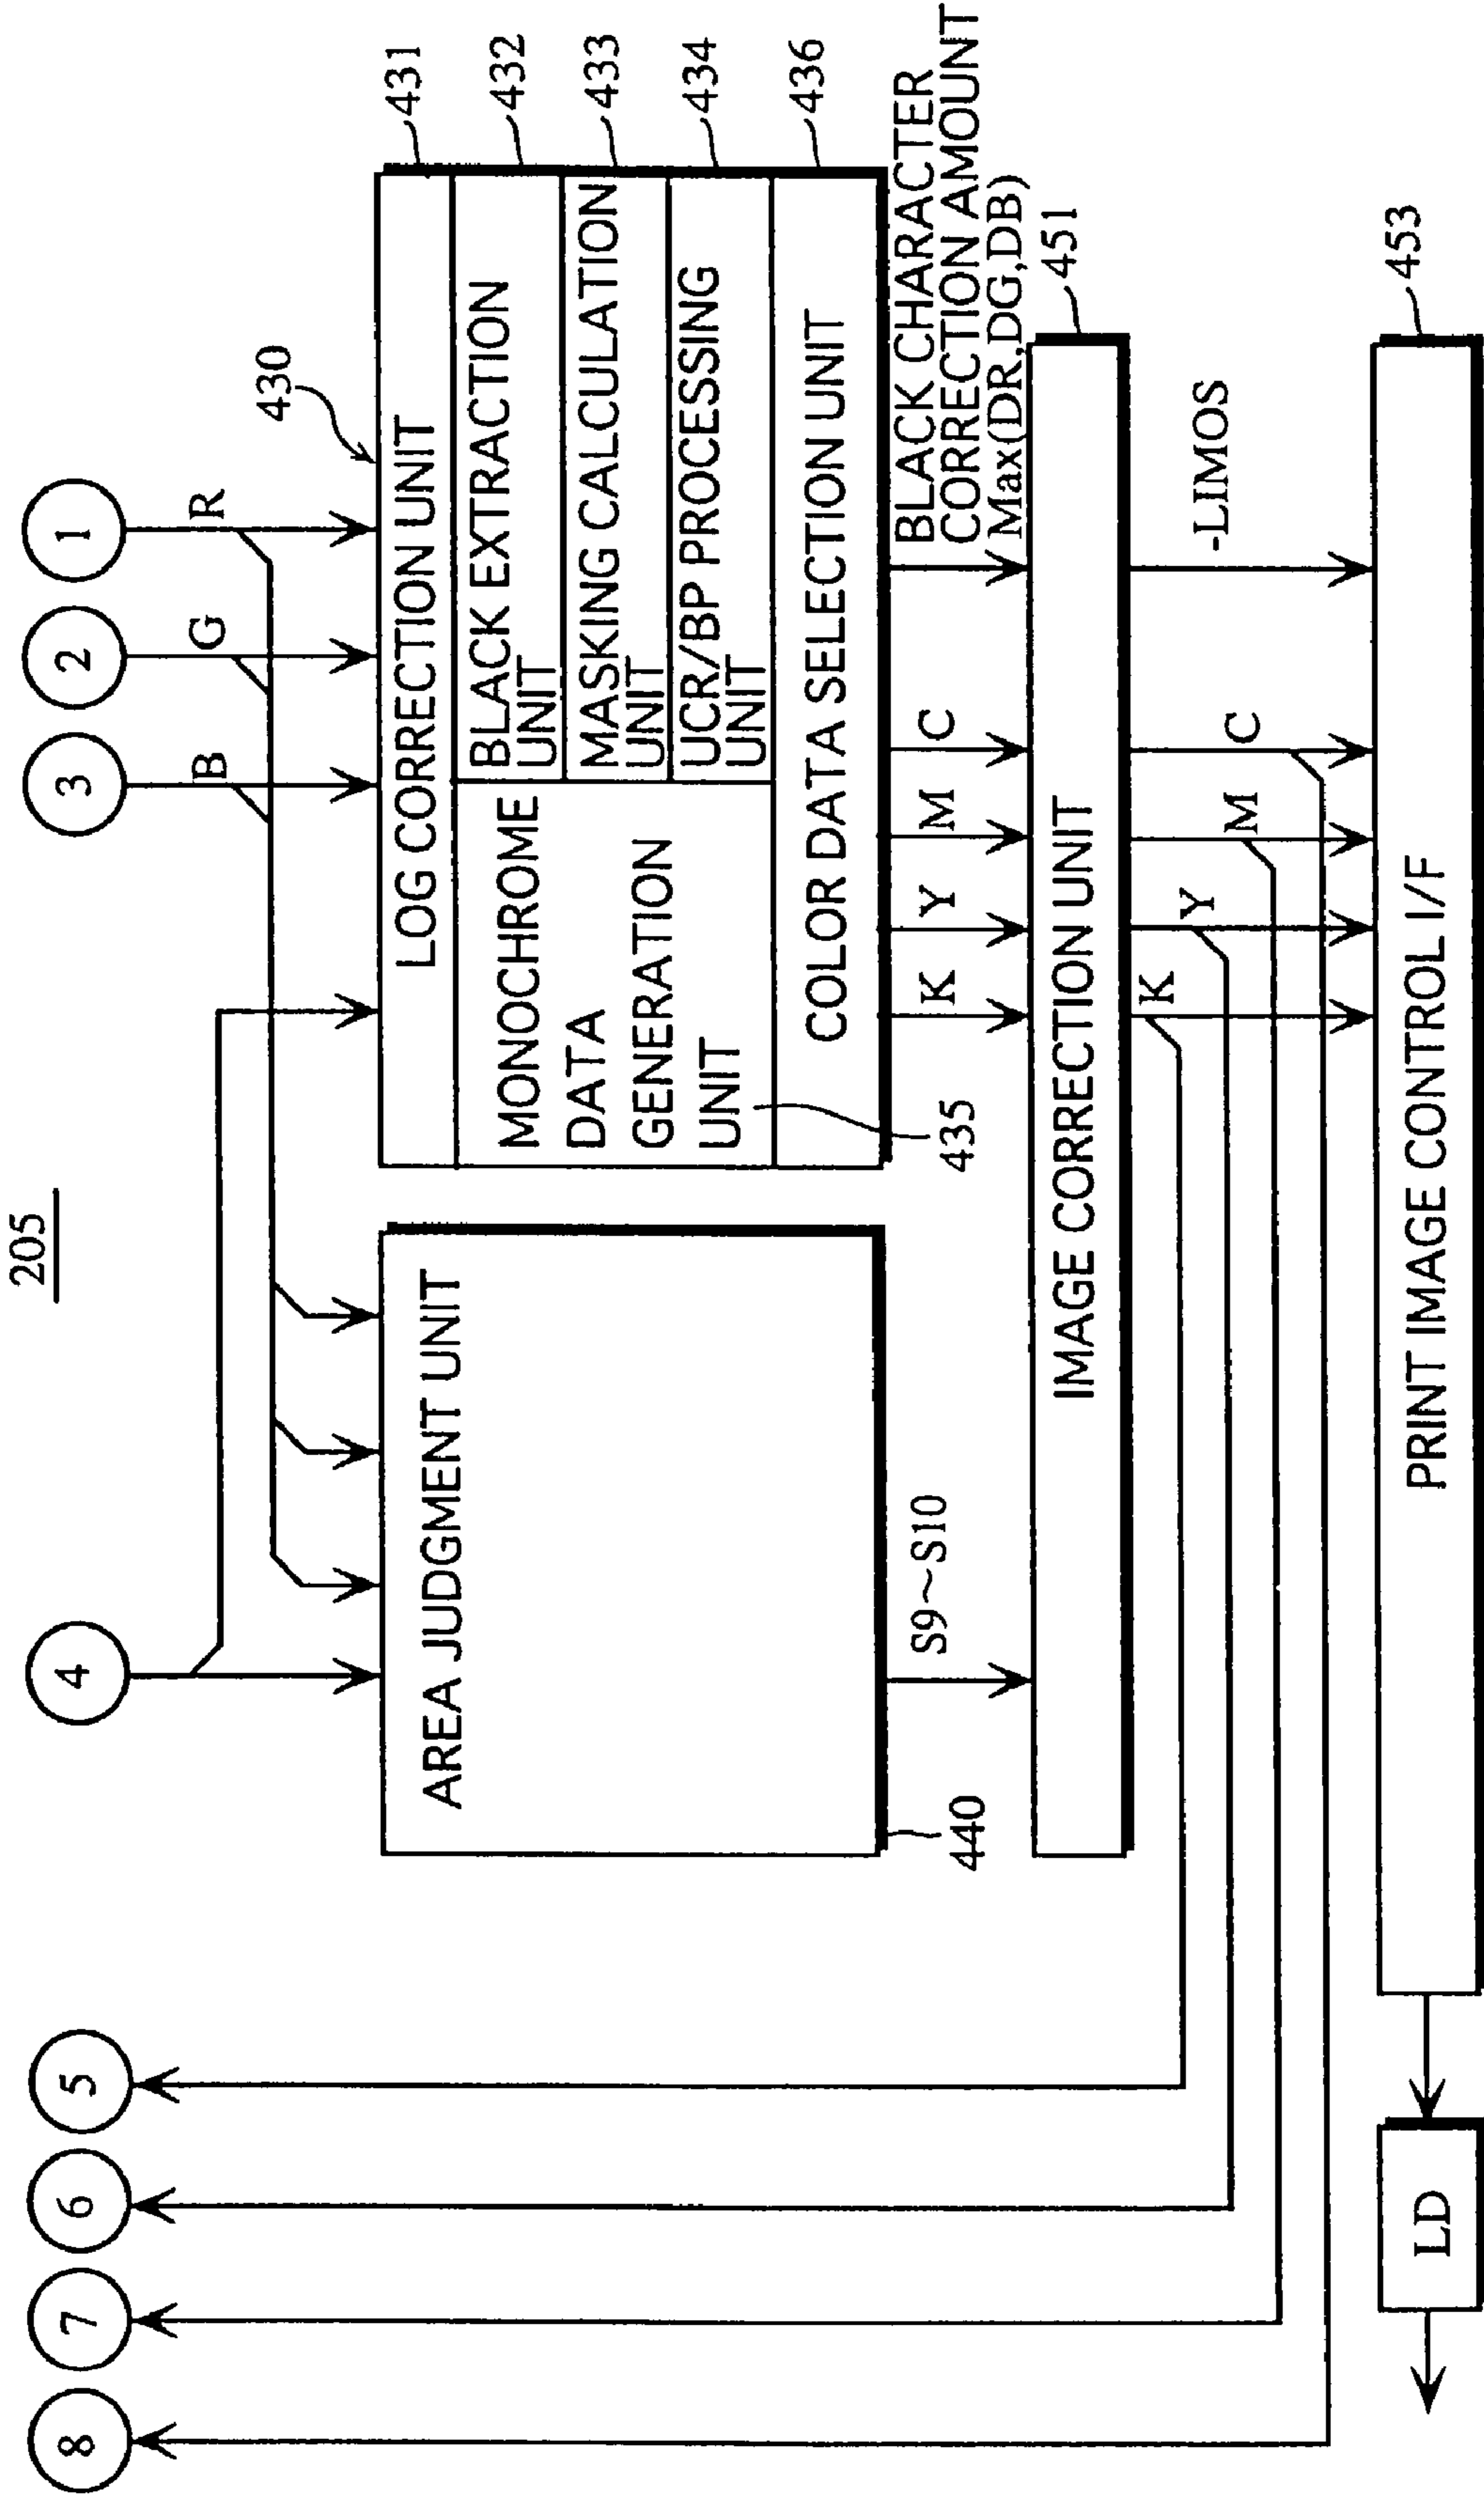 205
1
2
3
4
5
6
7
8
R
G
B
430
LOG CORRECTION UNIT
431
BLACK EXTRACTION
UNIT
432
MASKING CALCULATION
UNIT
433
UCR/BP PROCESSING
UNIT
434
MONOCHROME
DATA
GENERATION
UNIT
435
COLOR DATA SELECTION UNIT
436
AREA JUDGMENT UNIT
440
S9~S10
K
Y
M
C
BLACK CHARACTER
CORRECTION AMOUNT
Max(DR,DG,DB)
IMAGE CORRECTION UNIT
451
K
Y
M
C
-LIMOS
PRINT IMAGE CONTROL I/F
453
LD